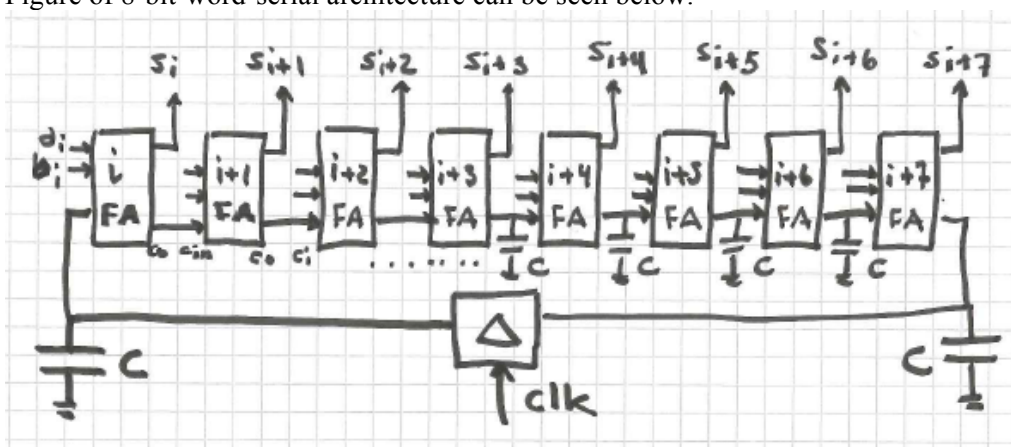 Figure of 8-bit-word-serial architecture can be seen below:
Si Si+1 Si+2 Si+3 Si+4 Si+5 Si+6 Si+7
ai
bi
i i+1 i+2 i+3 i+4 i+5 i+6 i+7
FA FA FA FA FA FA FA FA
co cin co ci ........ C C C C
C Δ C
clk